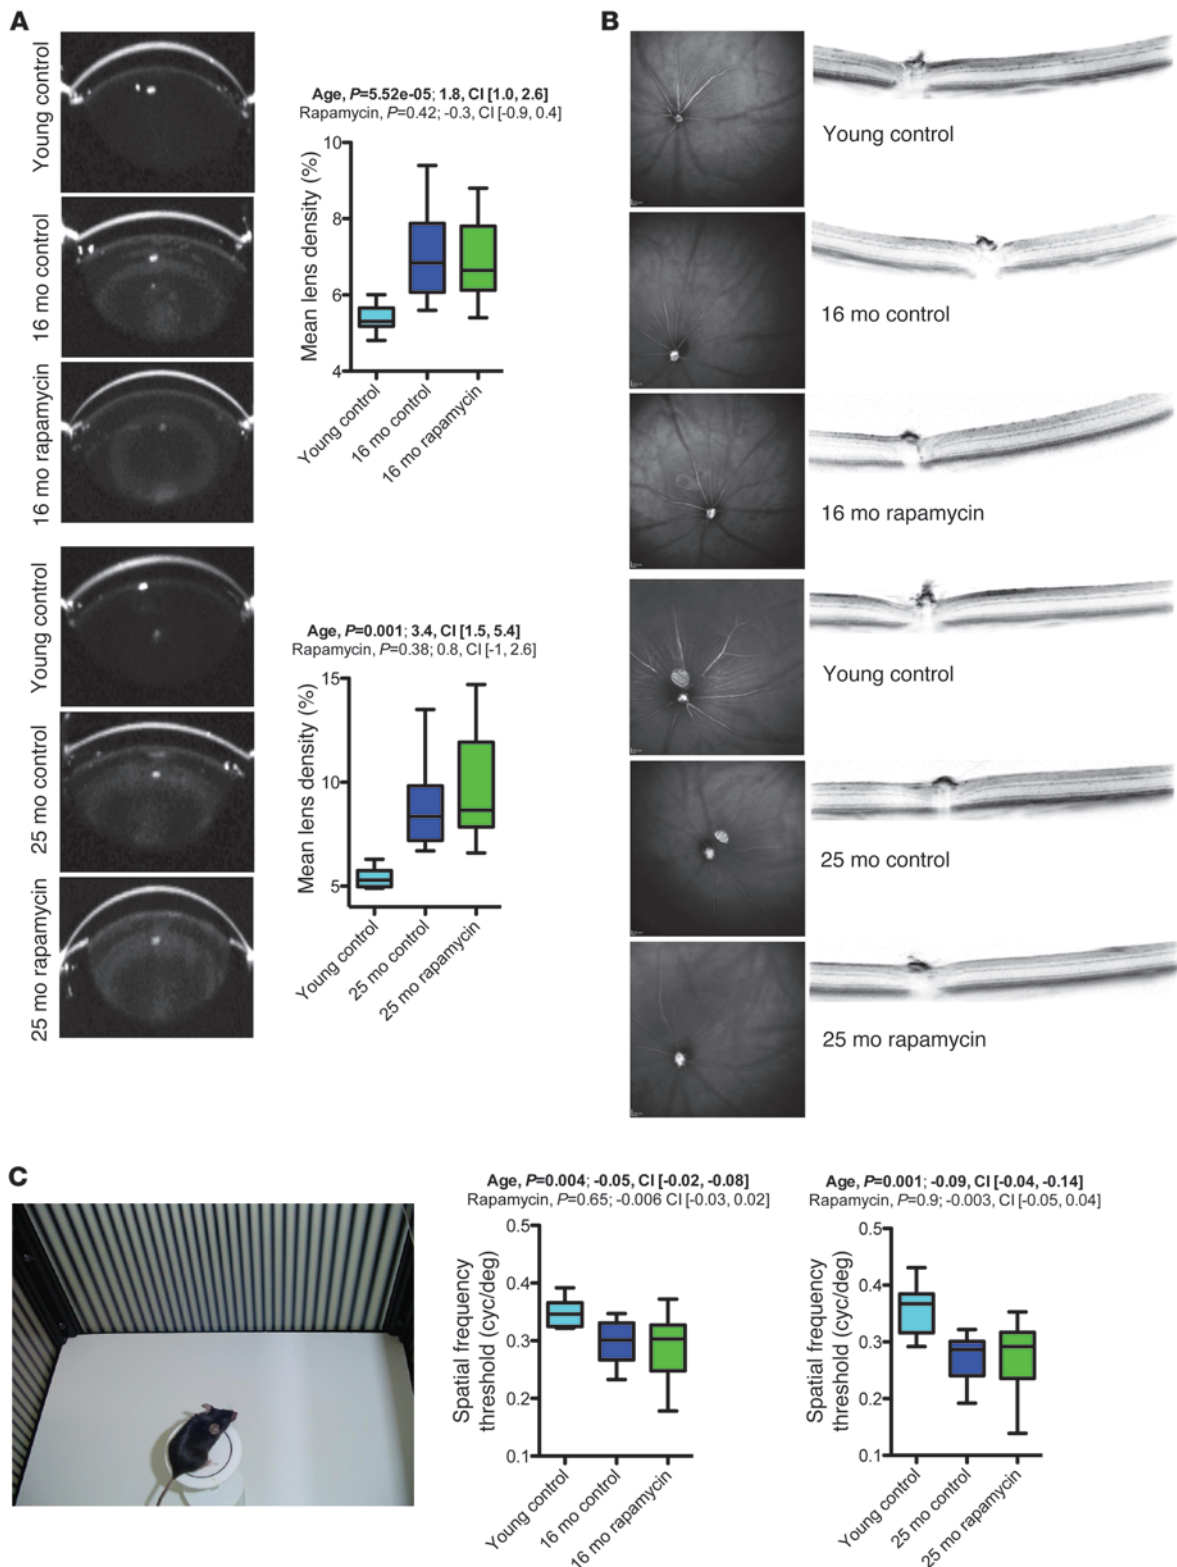 A
Young control
16 mo control
16 mo rapamycin
Age, P=5.52e-05; 1.8, CI [1.0, 2.6]
Rapamycin, P=0.42; -0.3, CI [-0.9, 0.4]
Mean lens density (%)
10
8
6
4
Young control
16 mo control
16 mo rapamycin
Young control
25 mo control
25 mo rapamycin
Age, P=0.001; 3.4, CI [1.5, 5.4]
Rapamycin, P=0.38; 0.8, CI [-1, 2.6]
Mean lens density (%)
15
10
5
Young control
25 mo control
25 mo rapamycin
B
Young control
16 mo control
16 mo rapamycin
Young control
25 mo control
25 mo rapamycin
C
Age, P=0.004; -0.05, CI [-0.02, -0.08]
Rapamycin, P=0.65; -0.006 CI [-0.03, 0.02]
Spatial frequency
threshold (cyc/deg)
0.5
0.4
0.3
0.2
0.1
Young control
16 mo control
16 mo rapamycin
Age, P=0.001; -0.09, CI [-0.04, -0.14]
Rapamycin, P=0.9; -0.003, CI [-0.05, 0.04]
Spatial frequency
threshold (cyc/deg)
0.5
0.4
0.3
0.2
0.1
Young control
25 mo control
25 mo rapamycin